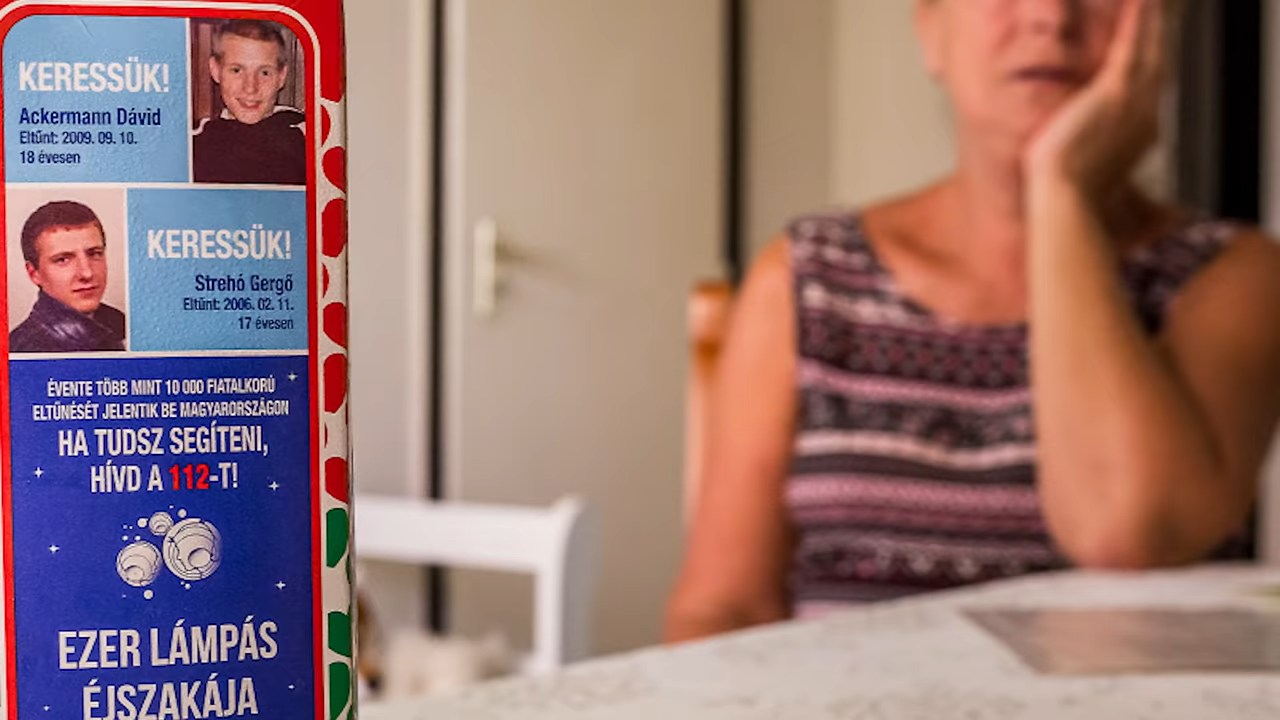 KERESSÜK!
Ackermann Dávid
Eltűnt: 2009. 09. 10.
18 évesen
KERESSÜK!
Strehó Gergő
Eltűnt: 2006. 02. 11.
17 évesen
ÉVENTE TÖBB MINT 10 000 FIATALKORÚ
ELTŰNÉSÉT JELENTIK BE MAGYARORSZÁGON
HA TUDSZ SEGÍTENI,
HÍVD A 112-T!
EZER LÁMPÁS
ÉJSZAKÁJA